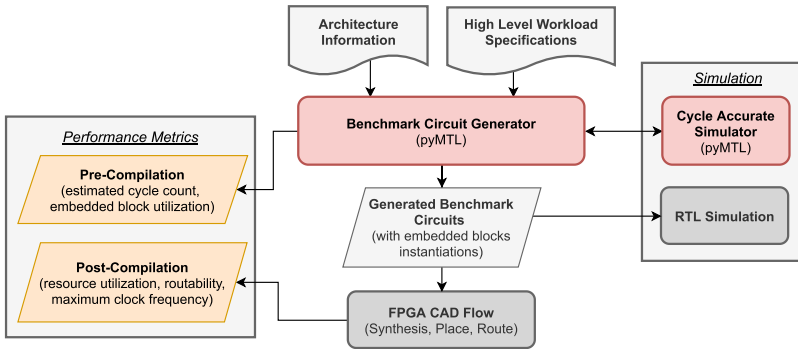 Architecture
Information
High Level Workload
Specifications
Simulation
Benchmark Circuit Generator
(pyMTL)
Cycle Accurate
Simulator
(pyMTL)
Performance Metrics
Pre-Compilation
(estimated cycle count,
embedded block utilization)
Generated Benchmark
Circuits
(with embedded blocks
instantiations)
RTL Simulation
Post-Compilation
(resource utilization, routability,
maximum clock frequency)
FPGA CAD Flow
(Synthesis, Place, Route)